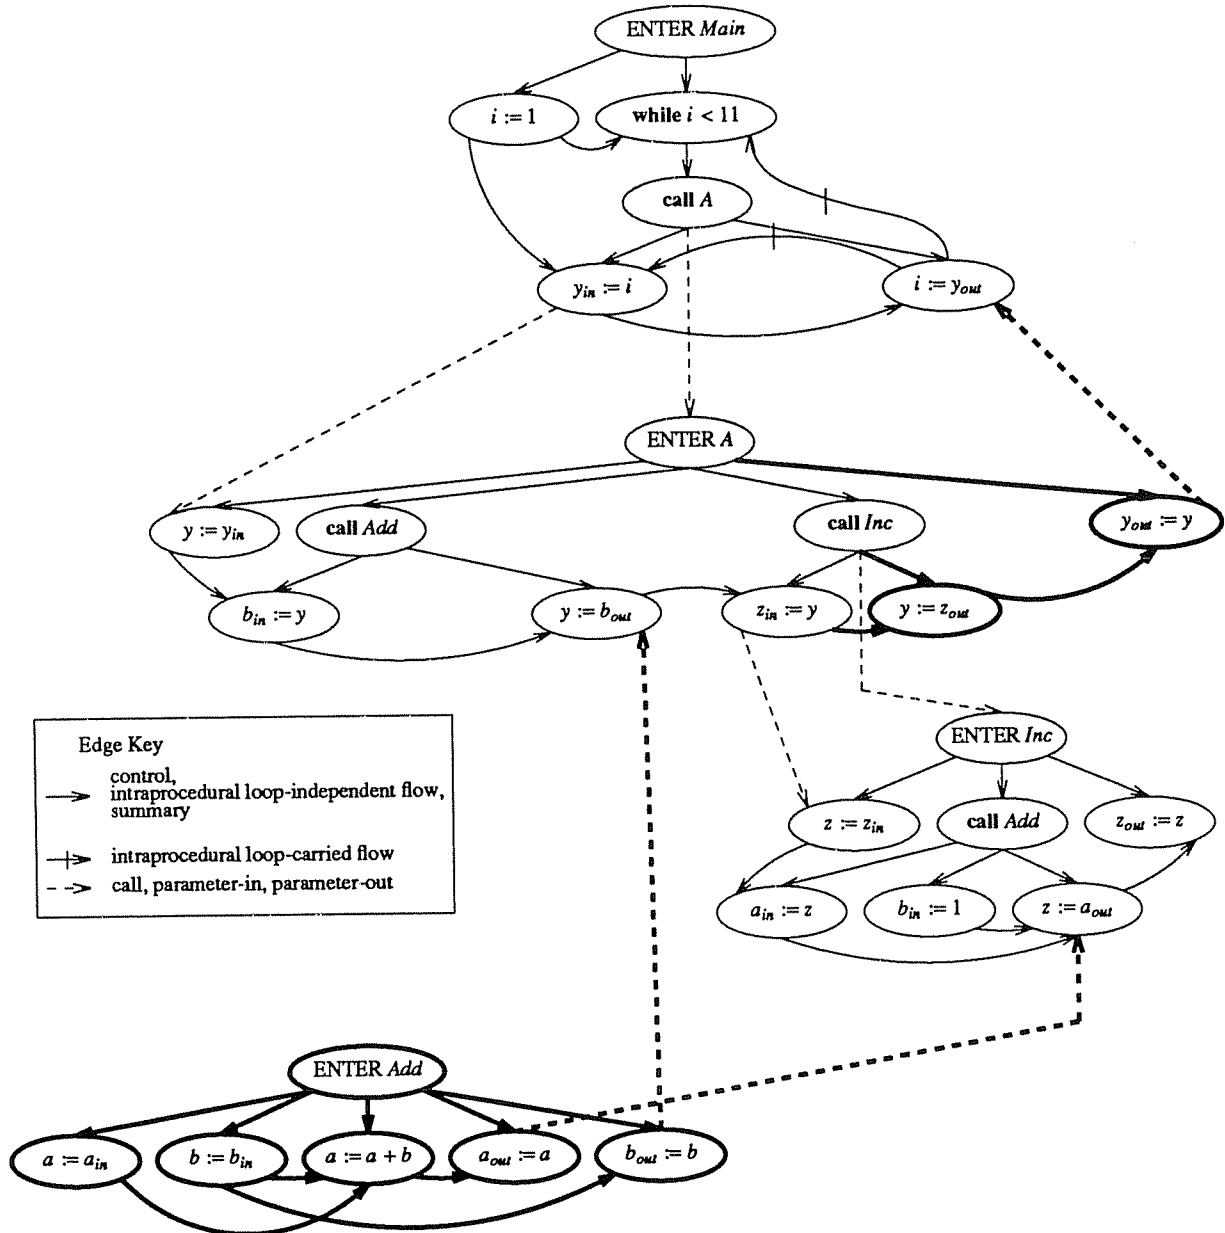 ENTER Main
i := 1
while i < 11
call A
y_in := i
i := y_out
ENTER A
y := y_in
call Add
call Inc
y_out := y
b_in := y
y := b_out
z_in := y
y := z_out
Edge Key
control,
intraprocedural loop-independent flow,
summary
intraprocedural loop-carried flow
call, parameter-in, parameter-out
ENTER Inc
z := z_in
call Add
z_out := z
a_in := z
b_in := 1
z := a_out
ENTER Add
a := a_in
b := b_in
a := a + b
a_out := a
b_out := b